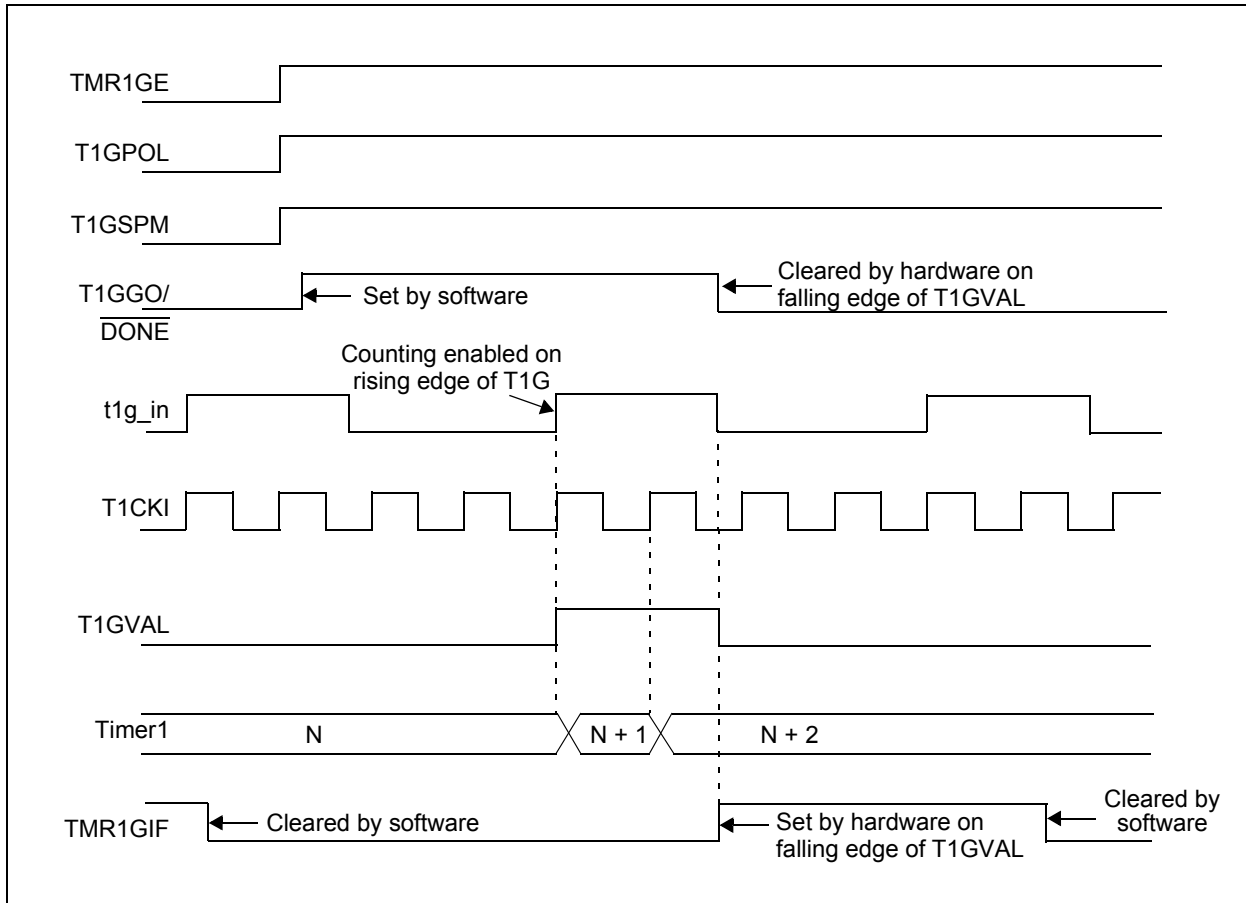 TMR1GE
T1GPOL
T1GSPM
T1GGO/
DONE
Set by software
Cleared by hardware on
falling edge of T1GVAL
Counting enabled on
rising edge of T1G
t1g_in
T1CKI
T1GVAL
Timer1
N
N + 1
N + 2
TMR1GIF
Cleared by software
Set by hardware on
falling edge of T1GVAL
Cleared by
software